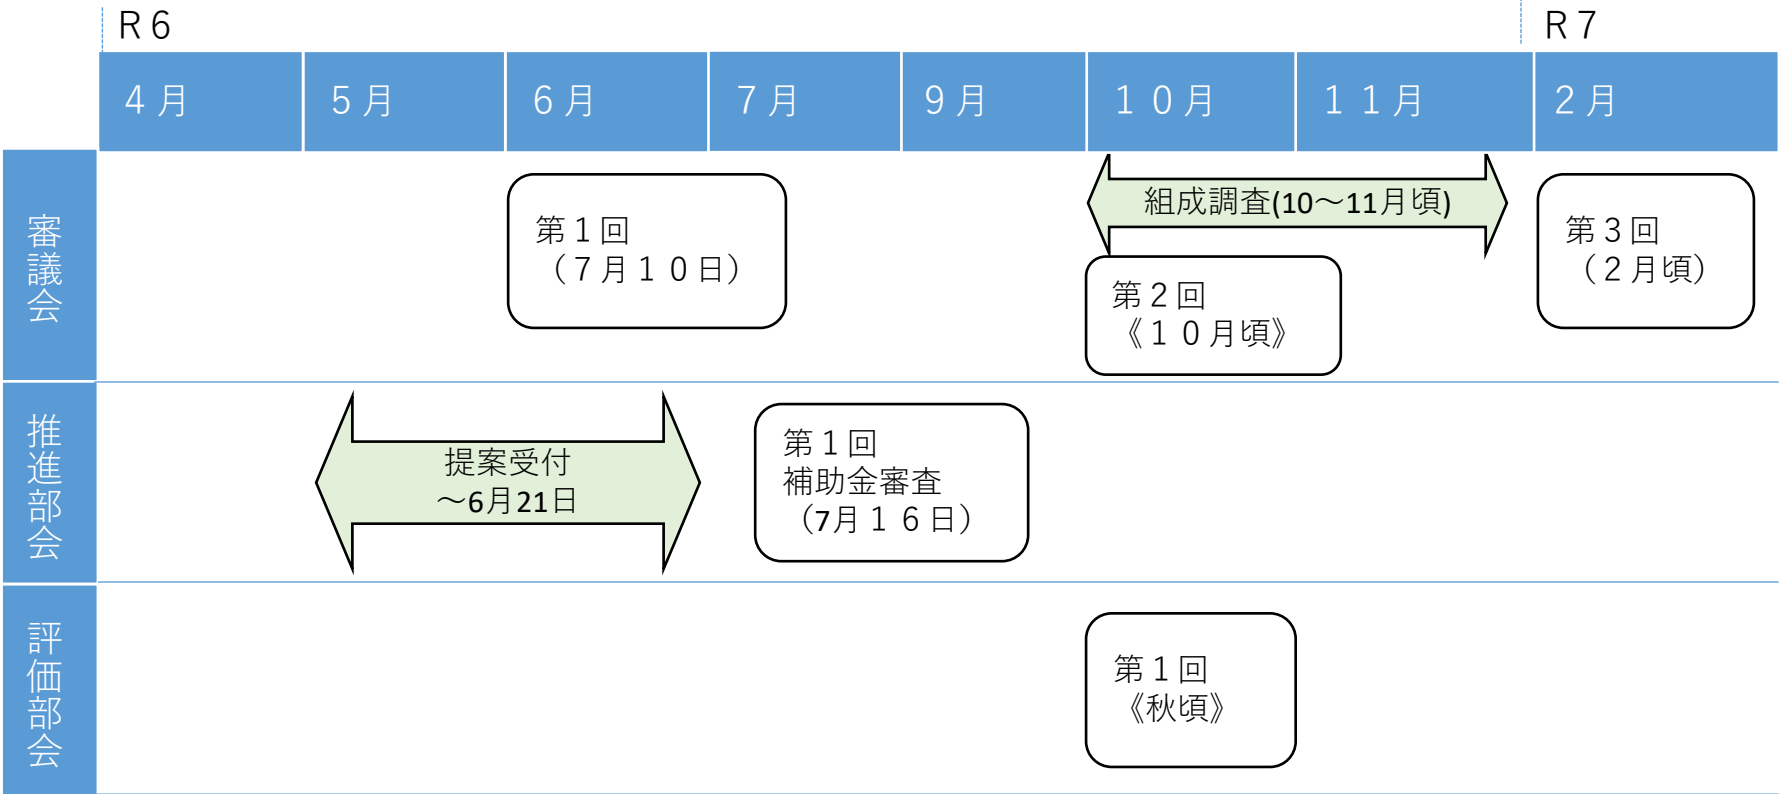 R６
R７
４月
５月
６月
７月
９月
１０月
１１月
２月
審議会
第１回
（７月１０日）
組成調査(10～11月頃)
第２回
《１０月頃》
第３回
（２月頃）
推進部会
提案受付
～6月21日
第１回
補助金審査
（7月１６日）
評価部会
第１回
《秋頃》